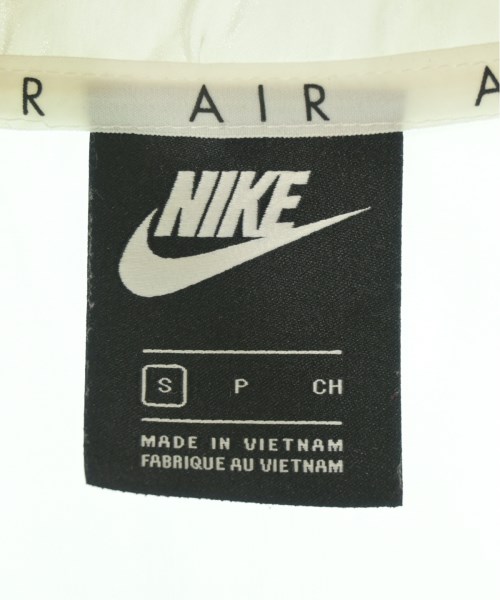 R AIR A
NIKE
S P CH
MADE IN VIETNAM
FABRIQUE AU VIETNAM